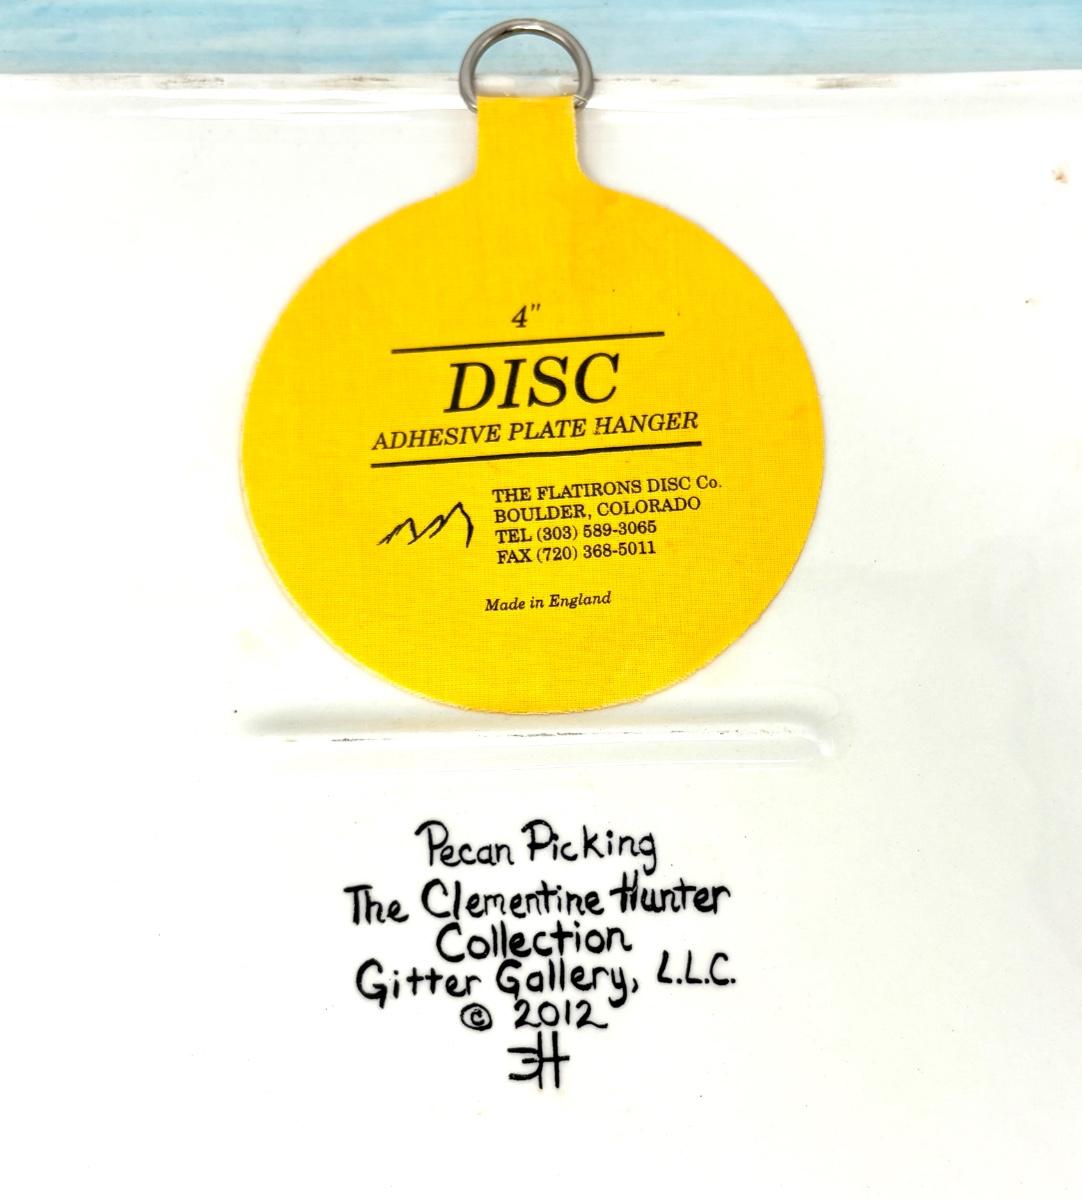 4"
DISC
ADHESIVE PLATE HANGER
THE FLATIRONS DISC Co.
BOULDER, COLORADO
TEL (303) 589-3065
FAX (720) 368-5011
Made in England
Pecan Picking
The Clementine Hunter
Collection
Gitter Gallery, L.L.C.
© 2012